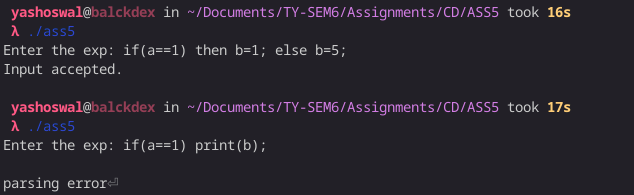 yashoswal@balckdex in ~/Documents/TY-SEM6/Assignments/CD/ASS5 took 16s
λ ./ass5
Enter the exp: if(a==1) then b=1; else b=5;
Input accepted.
yashoswal@balckdex in ~/Documents/TY-SEM6/Assignments/CD/ASS5 took 17s
λ ./ass5
Enter the exp: if(a==1) print(b);
parsing error⏎